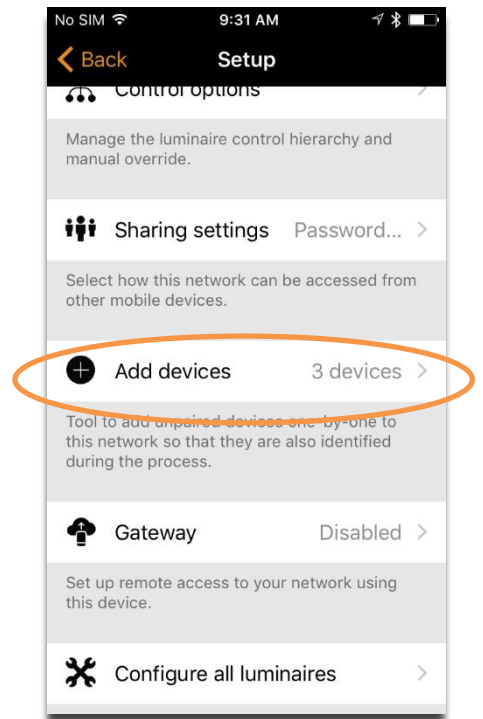 No SIM 9:31 AM
Back Setup
Control options
Manage the luminaire control hierarchy and
manual override.
Sharing settings Password... >
Select how this network can be accessed from
other mobile devices.
Add devices 3 devices >
Tool to add unpaired devices one-by-one to
this network so that they are also identified
during the process.
Gateway Disabled >
Set up remote access to your network using
this device.
Configure all luminaires >